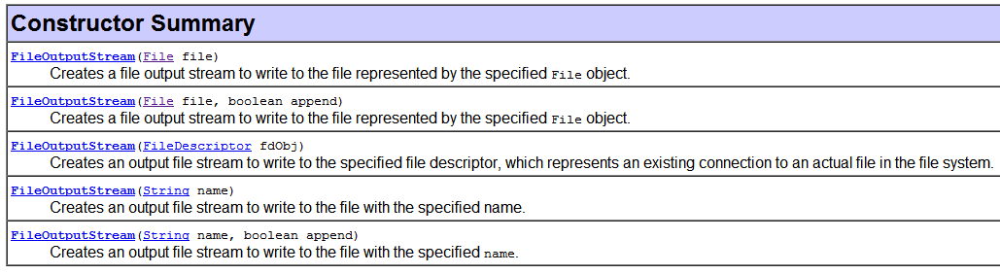 Constructor Summary
FileOutputStream(File file)
Creates a file output stream to write to the file represented by the specified File object.
FileOutputStream(File file, boolean append)
Creates a file output stream to write to the file represented by the specified File object.
FileOutputStream(FileDescriptor fdObj)
Creates an output file stream to write to the specified file descriptor, which represents an existing connection to an actual file in the file system.
FileOutputStream(String name)
Creates an output file stream to write to the file with the specified name.
FileOutputStream(String name, boolean append)
Creates an output file stream to write to the file with the specified name.